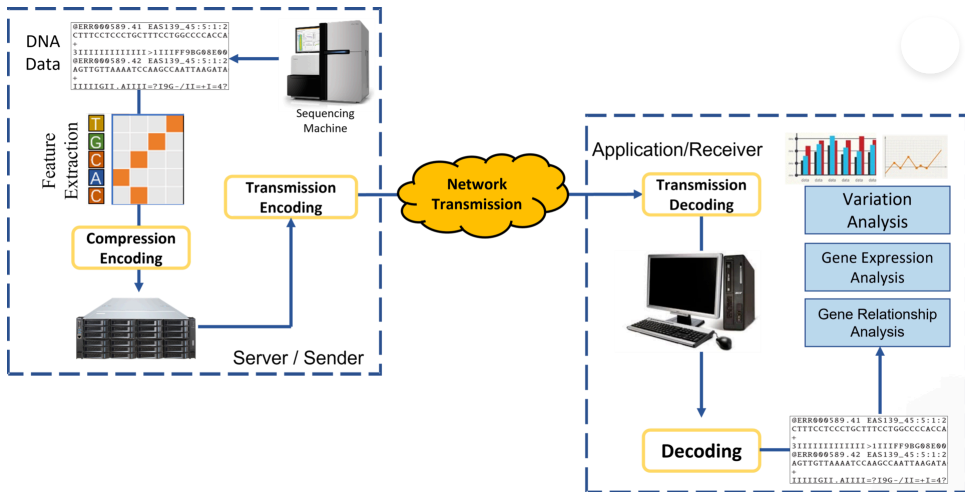 DNA
Data
@ERR000589.41 EAS139_45:5:1:2
CTTTCCTCCCTGCTTTCCTGGCCCCACCA
+
3IIIIIIIIIIIII>1IIIFF9BG08E00
@ERR000589.42 EAS139_45:5:1:2
AGTTGTTAAAATCCAAGCCAATTAAGATA
+
IIIIIGII.AIIII=?I9G-/II=+I=4?
Sequencing
Machine
Feature
Extraction
T
G
C
A
C
Compression
Encoding
Transmission
Encoding
Server / Sender
Network
Transmission
Application/Receiver
Transmission
Decoding
Decoding
@ERR000589.41 EAS139_45:5:1:2
CTTTCCTCCCTGCTTTCCTGGCCCCACCA
+
3IIIIIIIIIIIII>1IIIFF9BG08E00
@ERR000589.42 EAS139_45:5:1:2
AGTTGTTAAAATCCAAGCCAATTAAGATA
+
IIIIIGII.AIIII=?I9G-/II=+I=4?
Variation
Analysis
Gene Expression
Analysis
Gene Relationship
Analysis